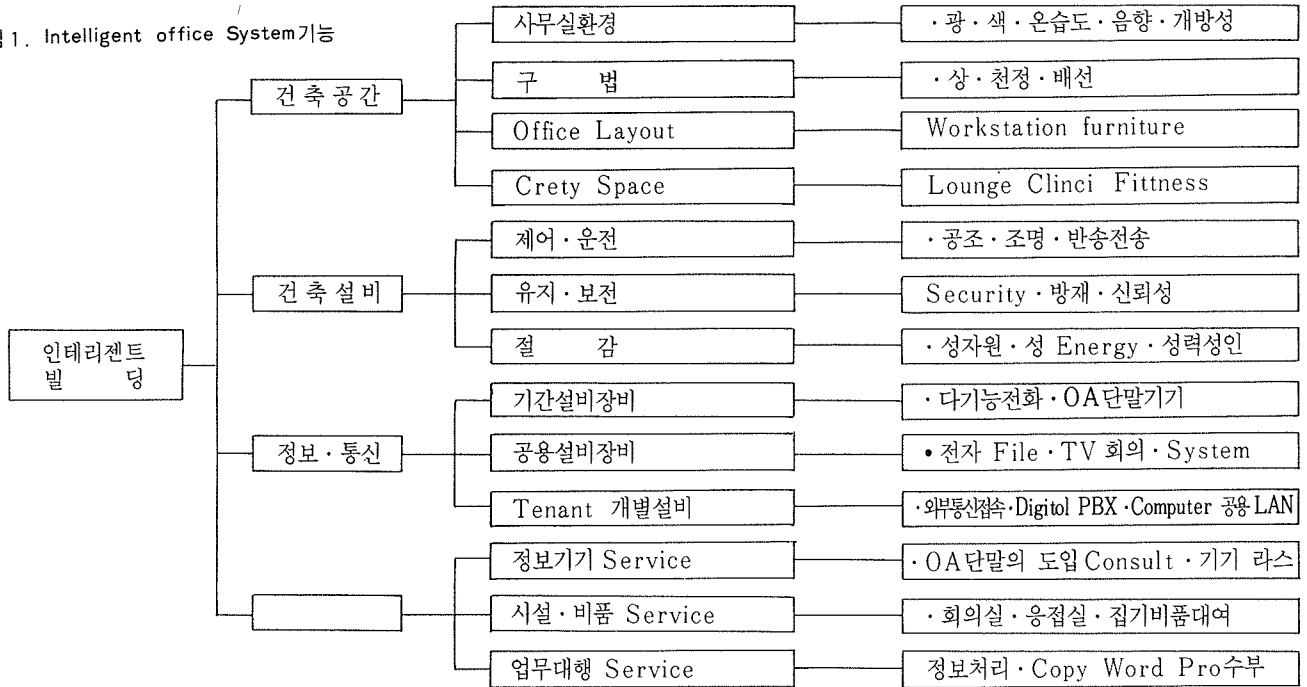 1. Intelligent office System기능
인테리젠트
빌 딩
건축공간
사무실환경
·광·색·온습도·음향·개방성
구 법
·상·천정·배선
Office Layout
Workstation furniture
Crety Space
Lounge Clinci Fittness
건축설비
제어·운전
·공조·조명·반송전송
유지·보전
Security·방재·신뢰성
절 감
·성자원·성 Energy·성력성인
정보·통신
기간설비장비
·다기능전화·OA단말기기
공용설비장비
•전자 File·TV 회의·System
Tenant 개별설비
·외부통신접속·Digitol PBX·Computer 공용 LAN
정보기기 Service
·OA단말의 도입 Consult·기기 라스
시설·비품 Service
·회의실·응접실·집기비품대여
업무대행 Service
정보처리·Copy Word Pro수부